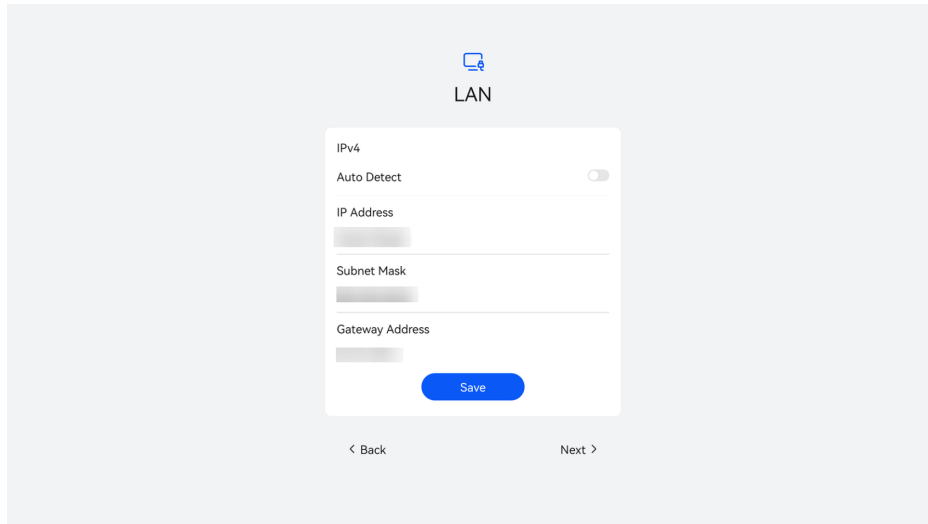 LAN
IPv4
Auto Detect
IP Address
Subnet Mask
Gateway Address
Save
< Back
Next >